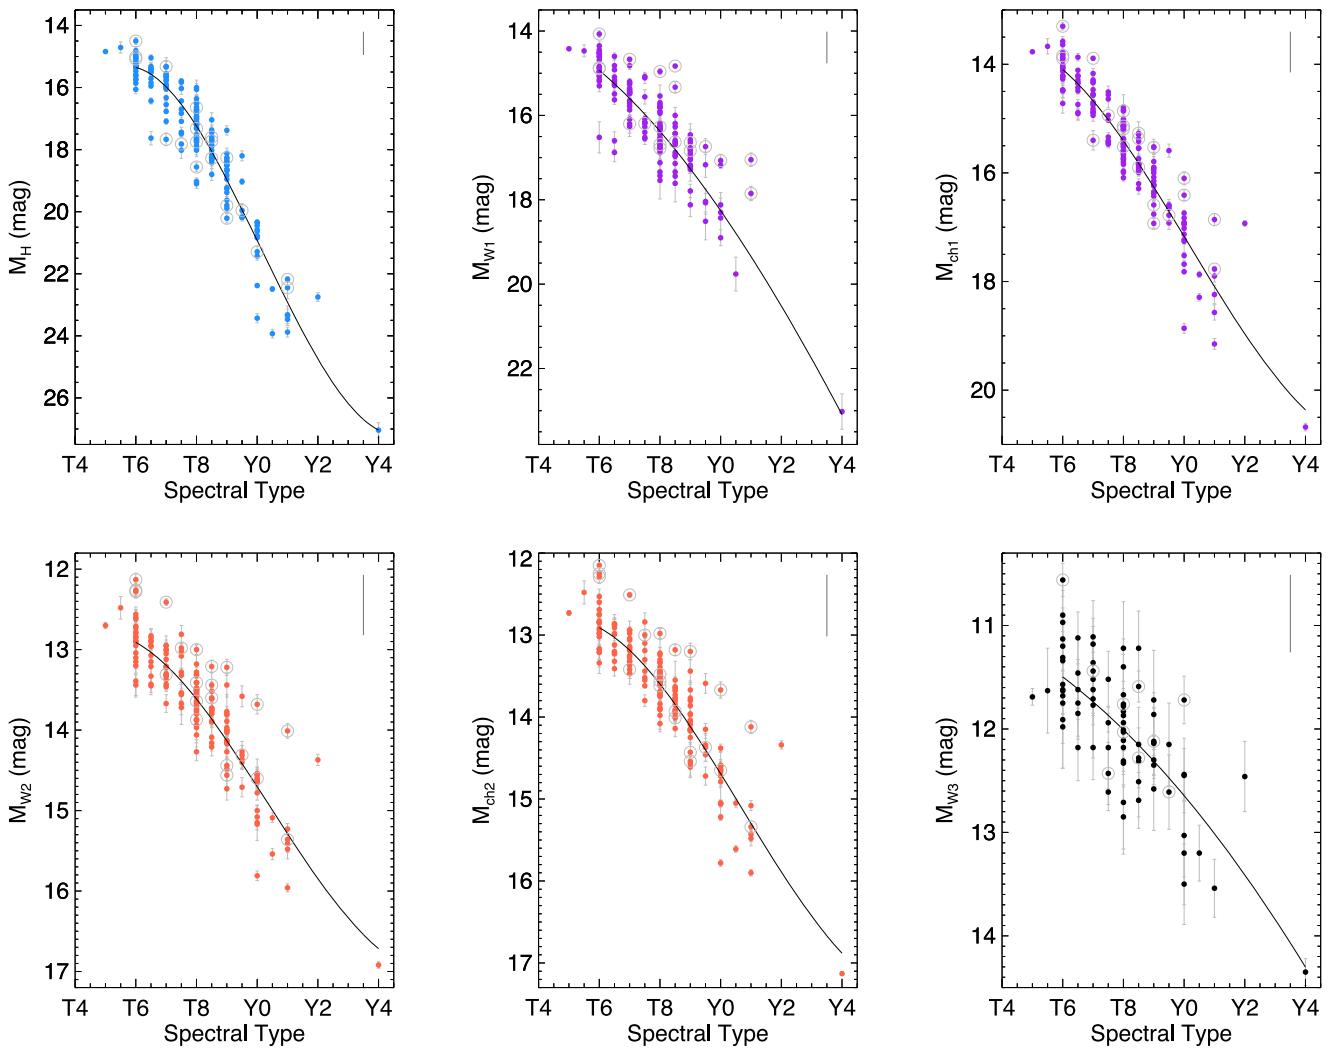 14
16
18
20
22
24
26
M_H (mag)
T4 T6 T8 Y0 Y2 Y4
Spectral Type
14
16
18
20
22
M_W1 (mag)
T4 T6 T8 Y0 Y2 Y4
Spectral Type
14
16
18
20
M_ch1 (mag)
T4 T6 T8 Y0 Y2 Y4
Spectral Type
12
13
14
15
16
17
M_W2 (mag)
T4 T6 T8 Y0 Y2 Y4
Spectral Type
12
13
14
15
16
17
M_ch2 (mag)
T4 T6 T8 Y0 Y2 Y4
Spectral Type
11
12
13
14
M_W3 (mag)
T4 T6 T8 Y0 Y2 Y4
Spectral Type